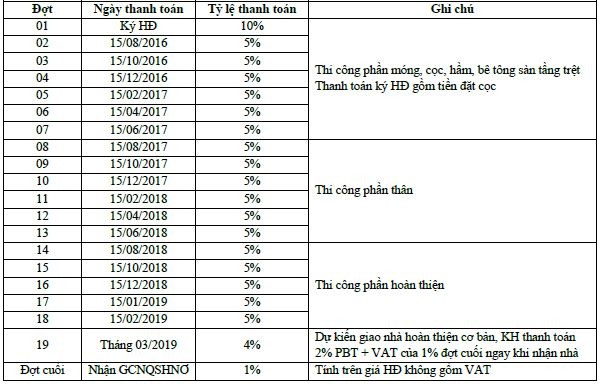 Đợt Ngày thanh toán Tỷ lệ thanh toán Ghi chú
01 Ký HĐ 10%
02 15/08/2016 5%
03 15/10/2016 5%
04 15/12/2016 5%
05 15/02/2017 5%
06 15/04/2017 5%
07 15/06/2017 5%
Thi công phần móng, cọc, hầm, bê tông sàn tầng trệt
Thanh toán ký HĐ gồm tiền đặt cọc
08 15/08/2017 5%
09 15/10/2017 5%
10 15/12/2017 5%
11 15/02/2018 5%
12 15/04/2018 5%
13 15/06/2018 5%
Thi công phần thân
14 15/08/2018 5%
15 15/10/2018 5%
16 15/12/2018 5%
17 15/01/2019 5%
18 15/02/2019 5%
Thi công phần hoàn thiện
19 Tháng 03/2019 4%
Dự kiến giao nhà hoàn thiện cơ bản, KH thanh toán
2% PBT + VAT của 1% đợt cuối ngay khi nhận nhà
Đợt cuối Nhận GCNQSHNƠ 1% Tính trên giá HĐ không gồm VAT